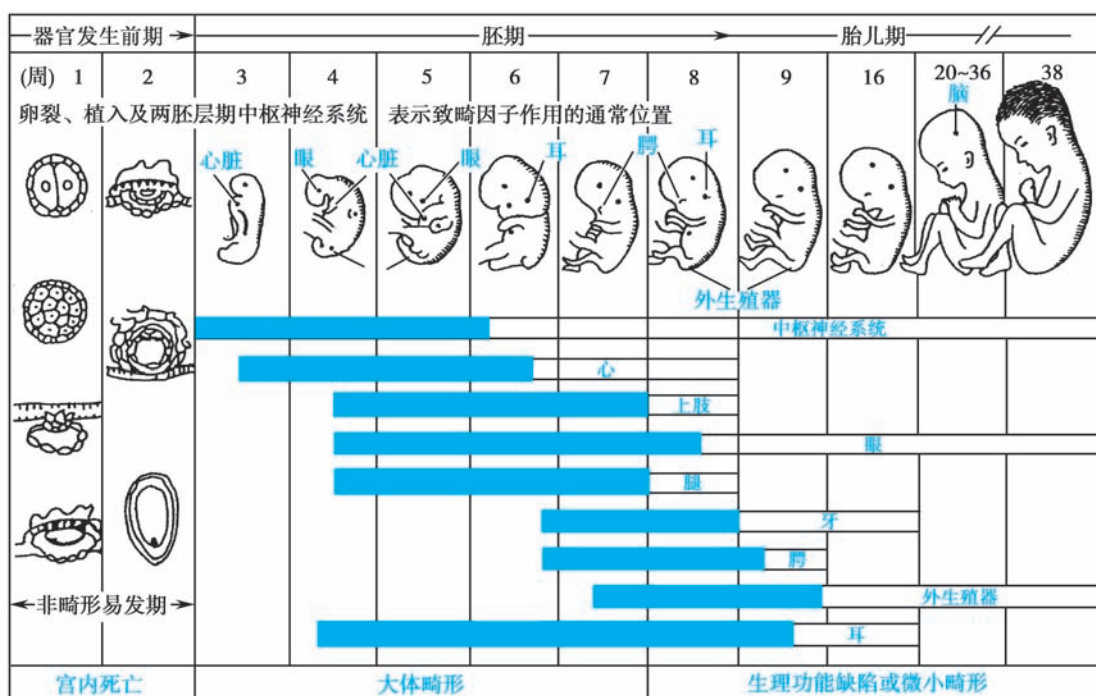 器官发生前期 胚期 胎儿期
(周) 1 2 3 4 5 6 7 8 9 16 20~36 38
卵裂、植入及两胚层期中枢神经系统 表示致畸因子作用的通常位置
脑
心脏 眼 心脏 眼 耳 腭 耳
外生殖器
中枢神经系统
心
上肢
眼
腿
牙
腭
非畸形易发期
外生殖器
耳
宫内死亡 大体畸形 生理功能缺陷或微小畸形